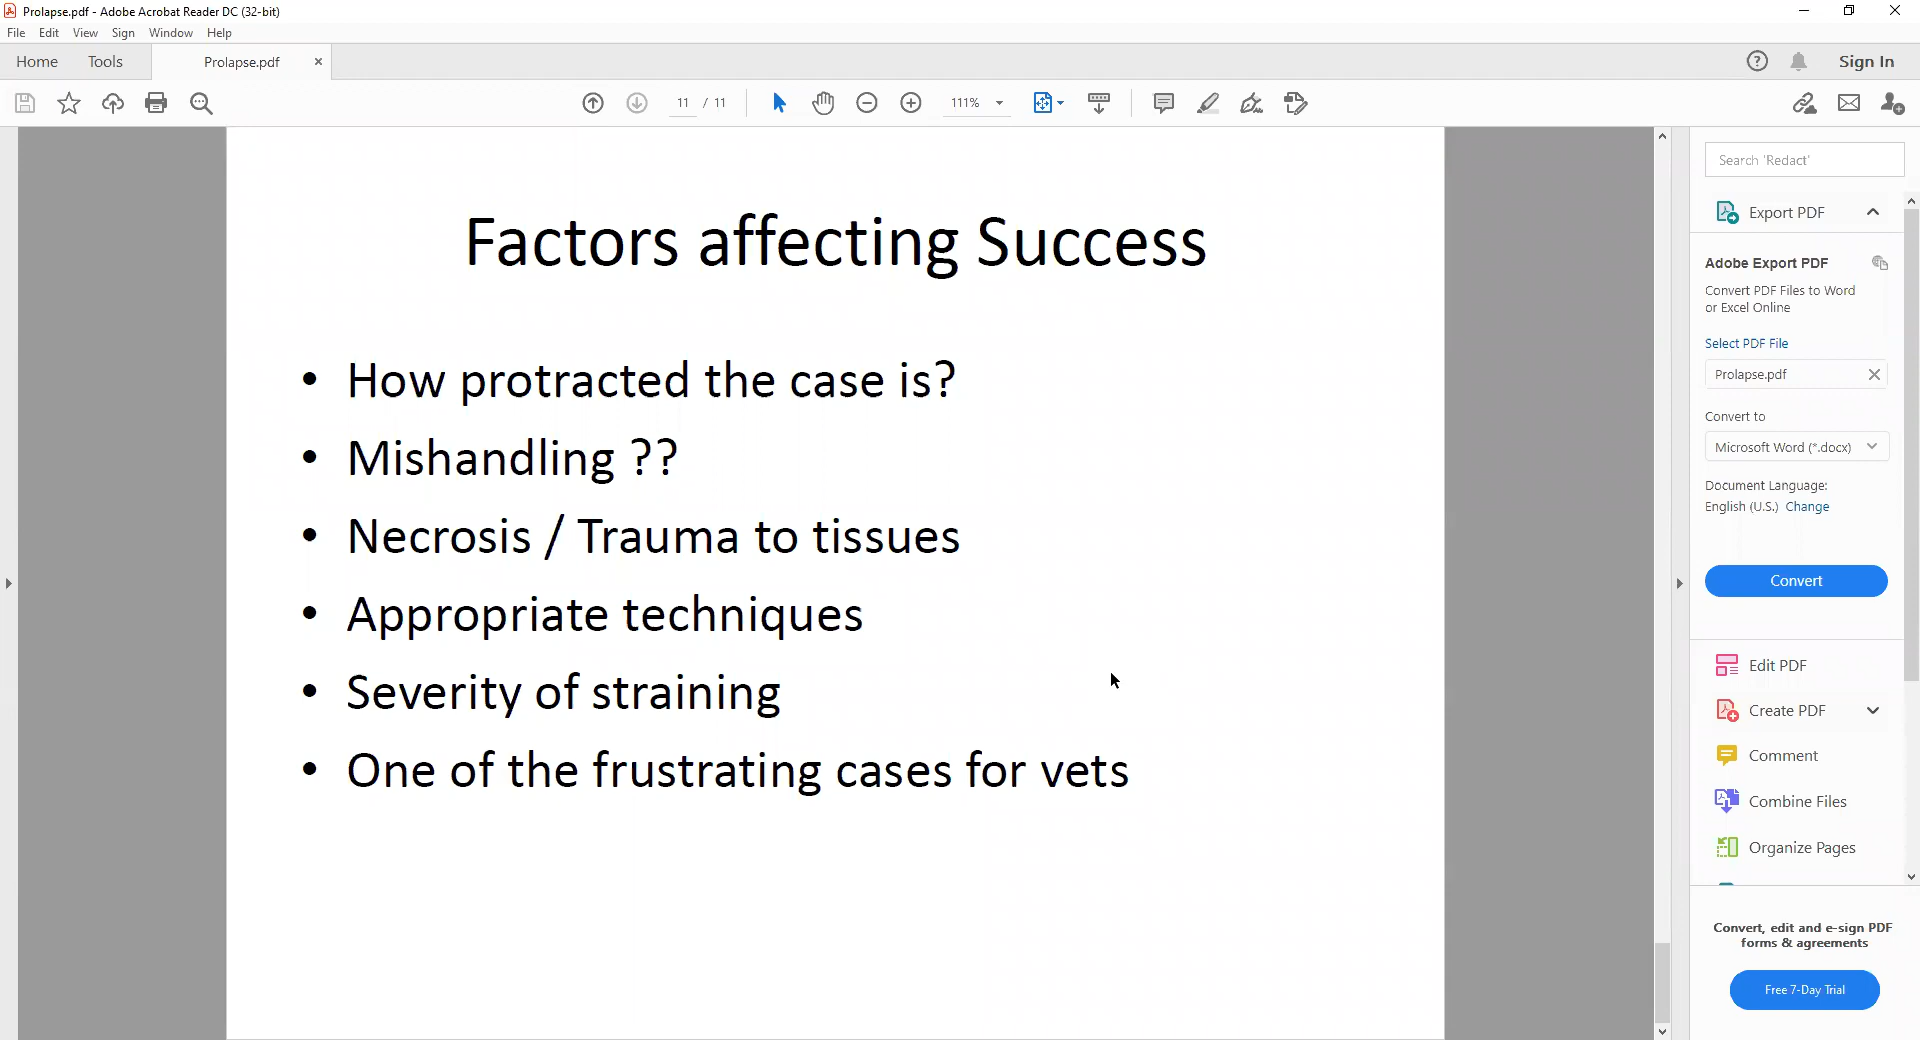 Prolapse.pdf - Adobe Acrobat Reader DC (32-bit)
File Edit View Sign Window Help
Home Tools Prolapse.pdf Sign In
11 / 11 111%
Factors affecting Success
• How protracted the case is?
• Mishandling ??
• Necrosis / Trauma to tissues
• Appropriate techniques
• Severity of straining
• One of the frustrating cases for vets
Search 'Redact'
Export PDF
Adobe Export PDF
Convert PDF Files to Word
or Excel Online
Select PDF File
Prolapse.pdf
Convert to
Microsoft Word (*.docx)
Document Language:
English (U.S.) Change
Convert
Edit PDF
Create PDF
Comment
Combine Files
Organize Pages
Convert, edit and e-sign PDF
forms & agreements
Free 7-Day Trial